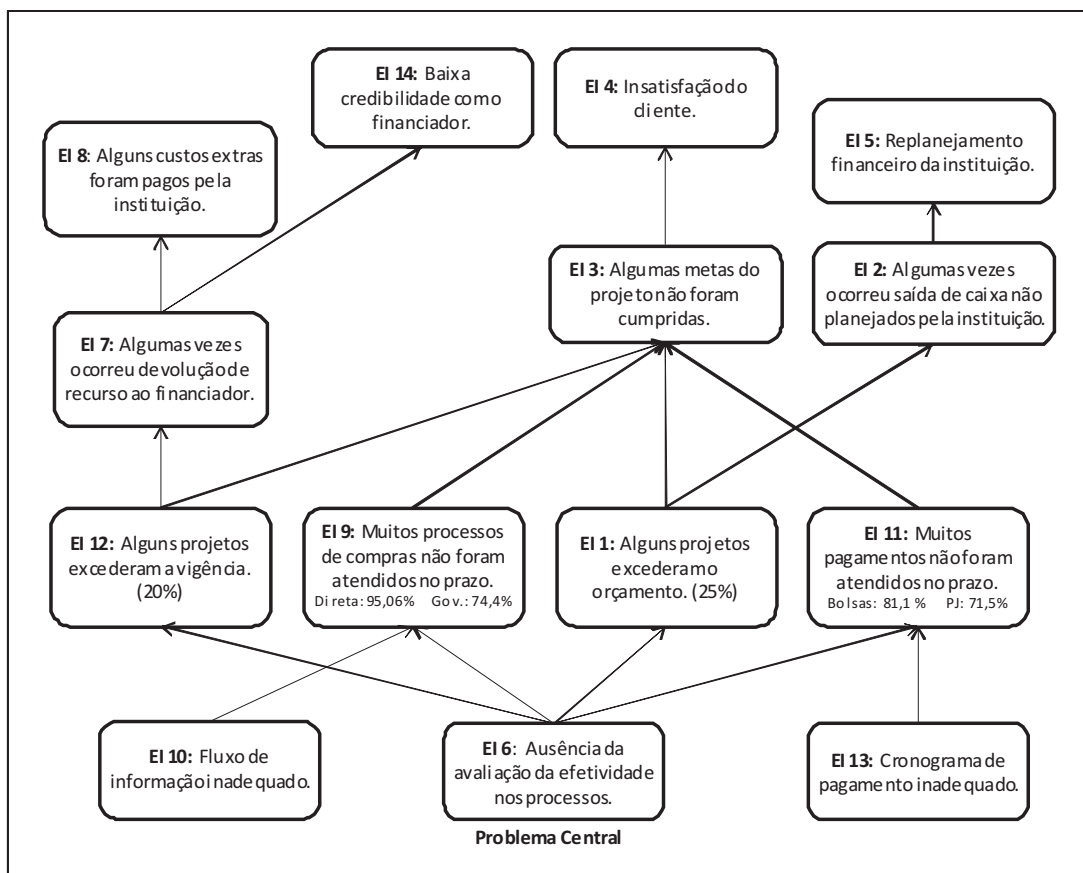 EI 14: Baixa
credibilidade como
financiador.
EI 4: Insatisfação do
cliente.
EI 8: Alguns custos extras
foram pagos pela
instituição.
EI 5: Replanejamento
financeiro da instituição.
EI 3: Algumas metas do
projeto não foram
cumpridas.
EI 2: Algumas vezes
ocorreu saída de caixa não
planejados pela instituição.
EI 7: Algumas vezes
ocorreu devolução de
recurso ao financiador.
EI 12: Alguns projetos
excederam a vigência.
(20%)
EI 9: Muitos processos
de compras não foram
atendidos no prazo.
Direta: 95,06% Gov.: 74,4%
EI 1: Alguns projetos
excederam o
orçamento. (25%)
EI 11: Muitos
pagamentos não foram
atendidos no prazo.
Bolsas: 81,1 % PJ: 71,5%
EI 10: Fluxo de
informação inadequado.
EI 6: Ausência da
avaliação da efetividade
nos processos.
EI 13: Cronograma de
pagamento inadequado.
Problema Central